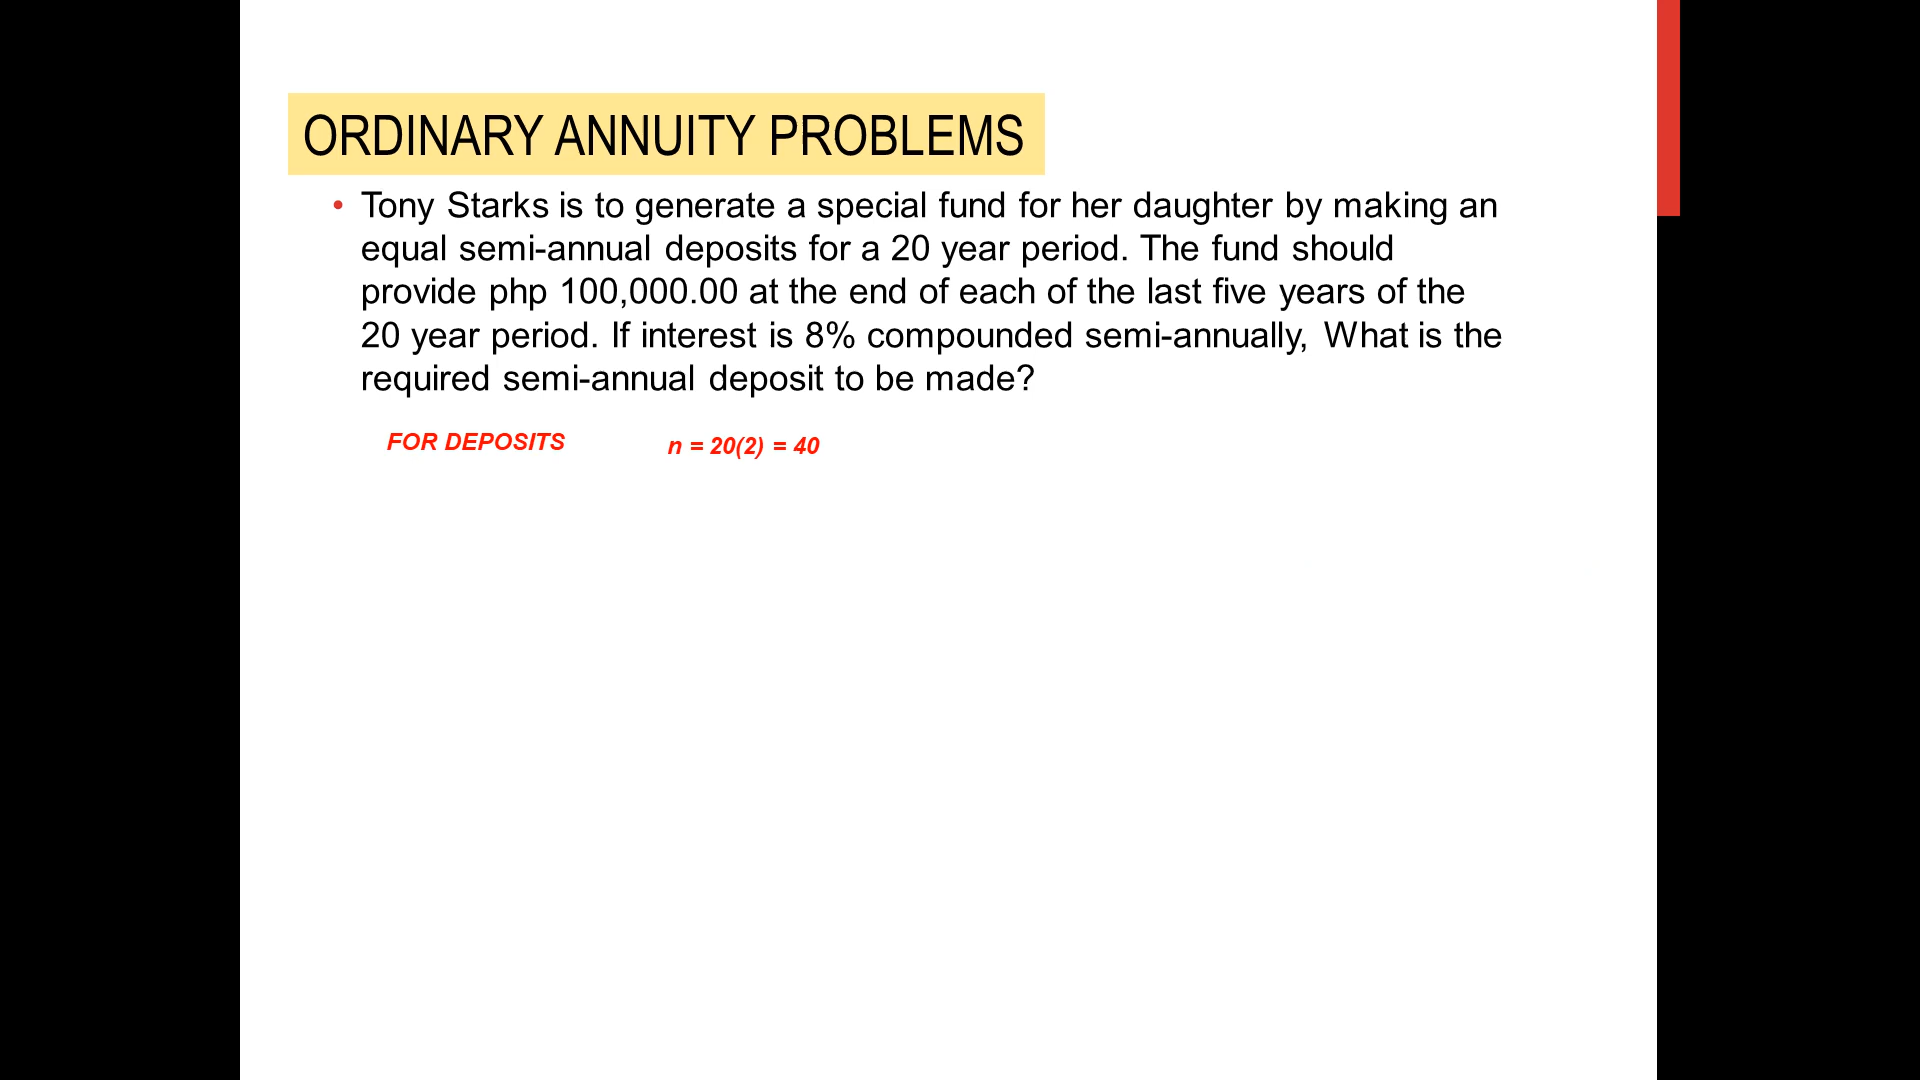 ORDINARY ANNUITY PROBLEMS
• Tony Starks is to generate a special fund for her daughter by making an
equal semi-annual deposits for a 20 year period. The fund should
provide php 100,000.00 at the end of each of the last five years of the
20 year period. If interest is 8% compounded semi-annually, What is the
required semi-annual deposit to be made?
FOR DEPOSITS n = 20(2) = 40